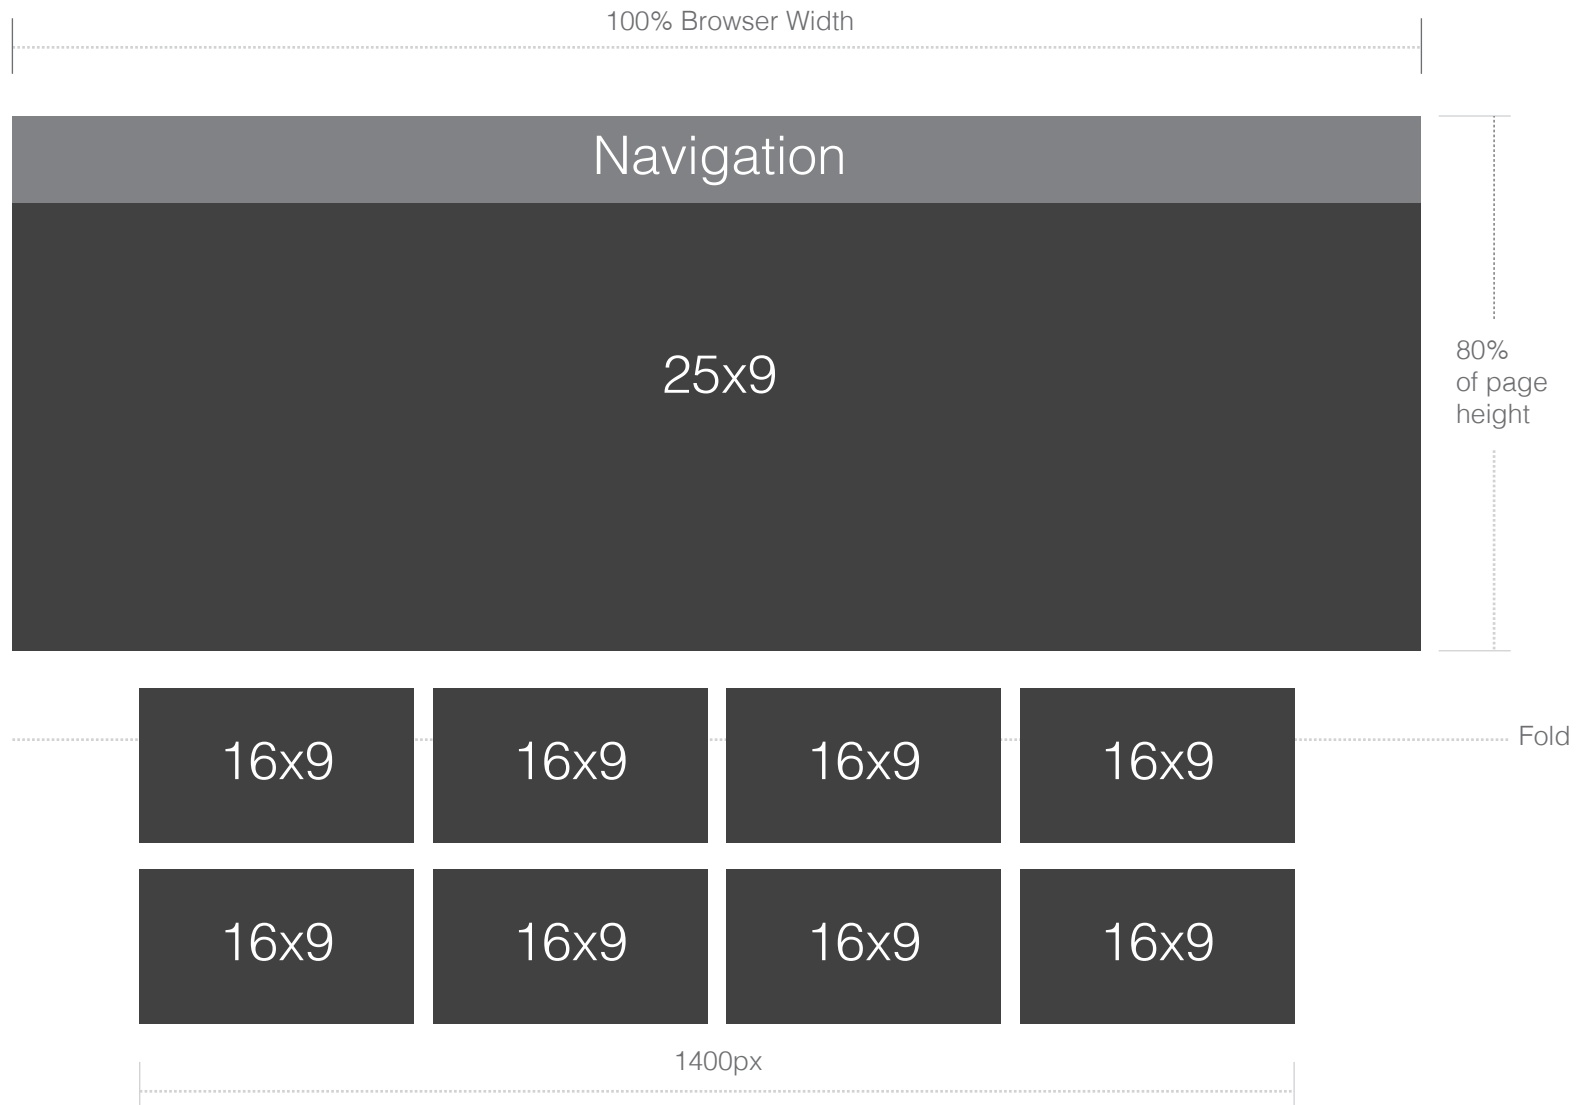 100% Browser Width
Navigation
25x9
80%
of page
height
16x9 16x9 16x9 16x9
Fold
16x9 16x9 16x9 16x9
1400px